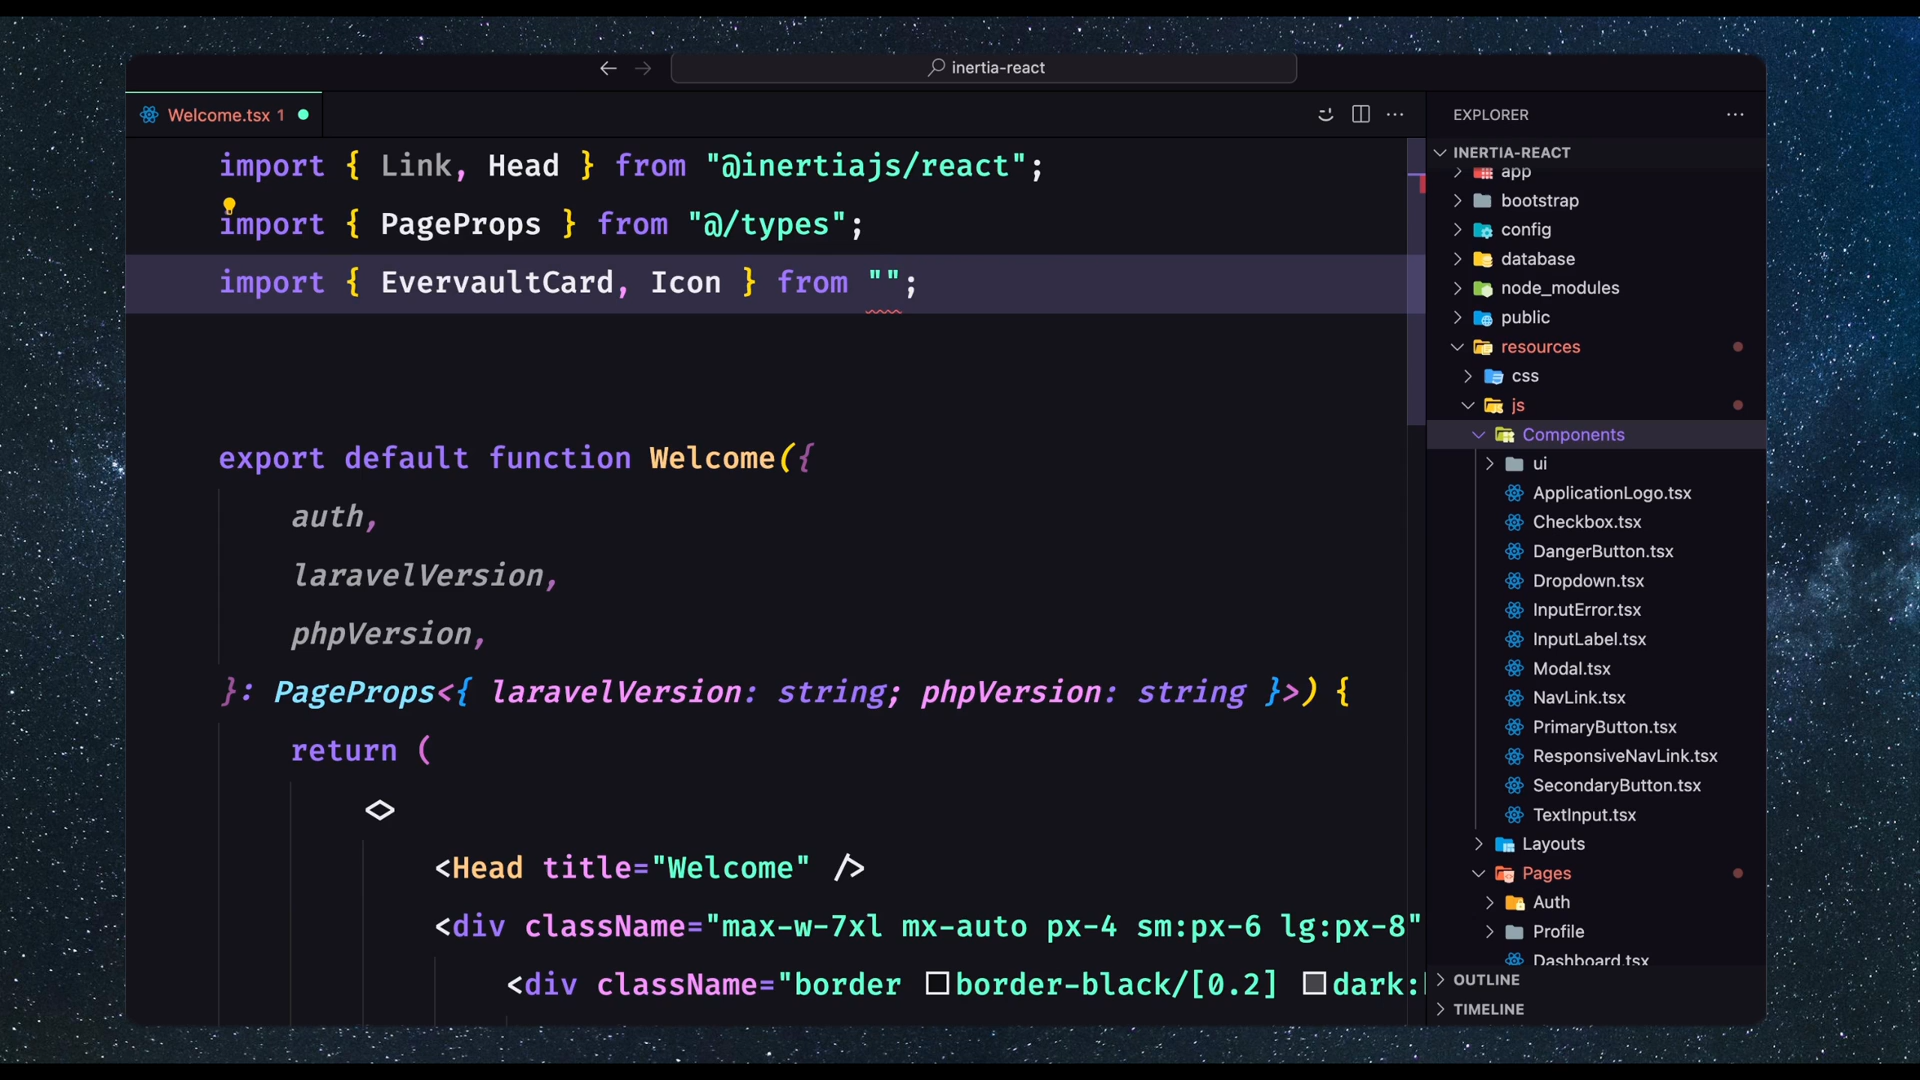 inertia-react
Welcome.tsx 1
import { Link, Head } from "@inertiajs/react";
import { PageProps } from "@/types";
import { EvervaultCard, Icon } from "";
export default function Welcome({
auth,
laravelVersion,
phpVersion,
}: PageProps<{ laravelVersion: string; phpVersion: string }>) {
return (
<>
<Head title="Welcome" />
<div className="max-w-7xl mx-auto px-4 sm:px-6 lg:px-8"
<div className="border border-black/[0.2] dark:
EXPLORER
INERTIA-REACT
app
bootstrap
config
database
node_modules
public
resources
css
js
Components
ui
ApplicationLogo.tsx
Checkbox.tsx
DangerButton.tsx
Dropdown.tsx
InputError.tsx
InputLabel.tsx
Modal.tsx
NavLink.tsx
PrimaryButton.tsx
ResponsiveNavLink.tsx
SecondaryButton.tsx
TextInput.tsx
Layouts
Pages
Auth
Profile
Dashboard.tsx
OUTLINE
TIMELINE